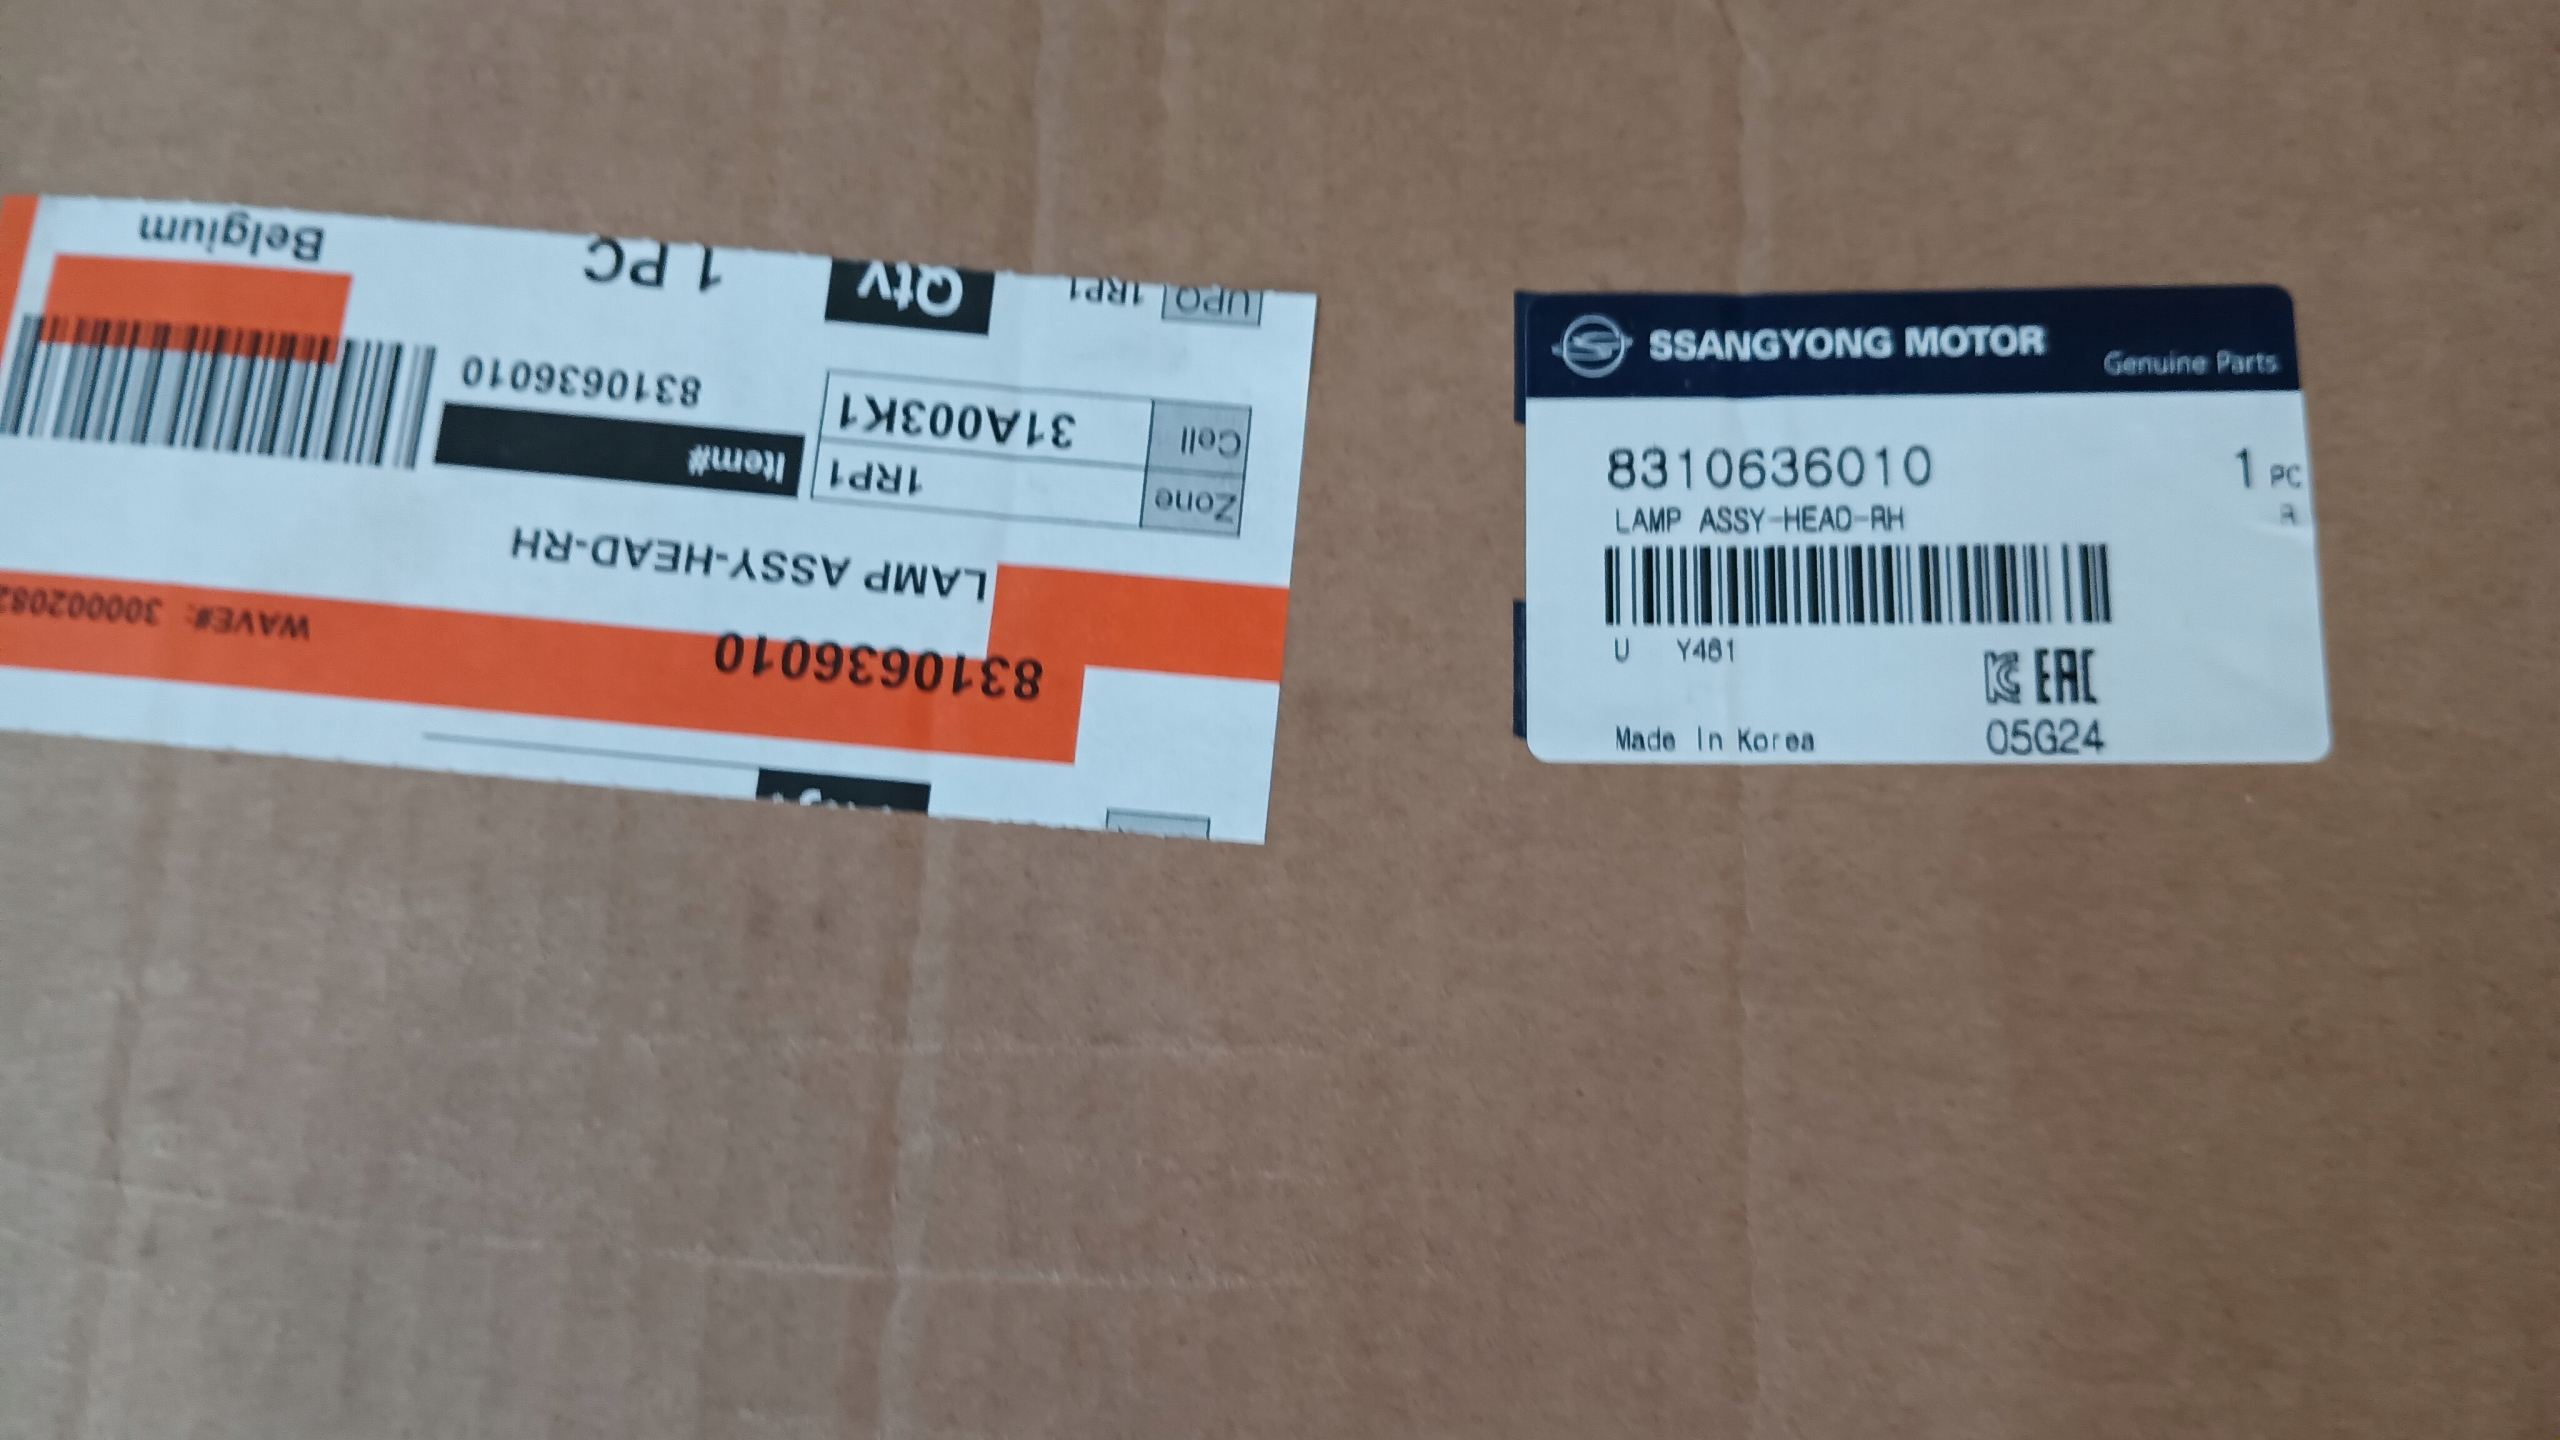 Belgium
1 PC
Qty
UPO 1RP1
8310636010
Item#
Cell 31A003K1
Zone 1RP1
LAMP ASSY-HEAD-RH
8310636010
WAVE#:
SSANGYONG MOTOR
Genuine Parts
8310636010
1 PC
LAMP ASSY-HEAD-RH
R
U Y461
EAC
Made In Korea
05G24